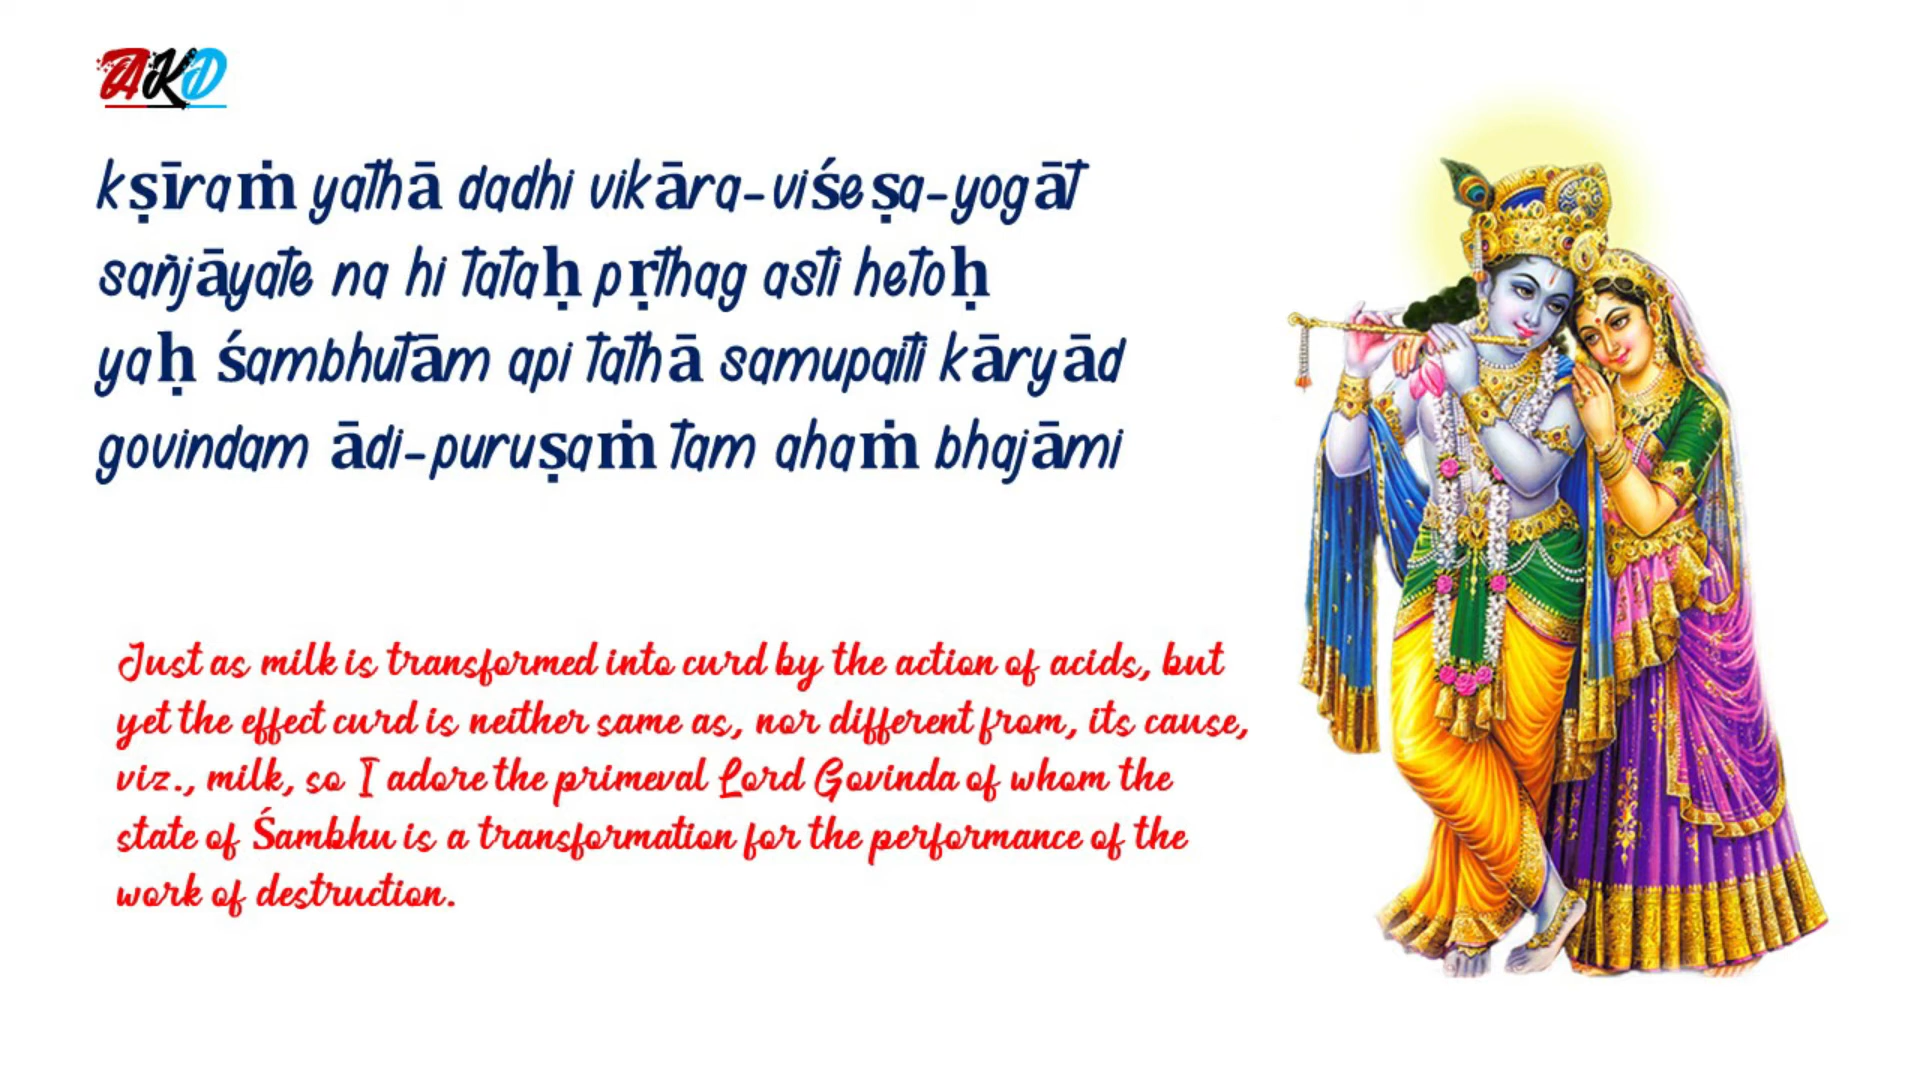 AKD
kṣīraṁ yathā dadhi vikāra-viśeṣa-yogāt
sañjāyate na hi tataḥ pṛthag asti hetoḥ
yaḥ śambhutām api tathā samupaiti kāryād
govindam ādi-puruṣaṁ tam ahaṁ bhajāmi
Just as milk is transformed into curd by the action of acids, but
yet the effect curd is neither same as, nor different from, its cause,
viz., milk, so I adore the primeval Lord Govinda of whom the
state of Śambhu is a transformation for the performance of the
work of destruction.